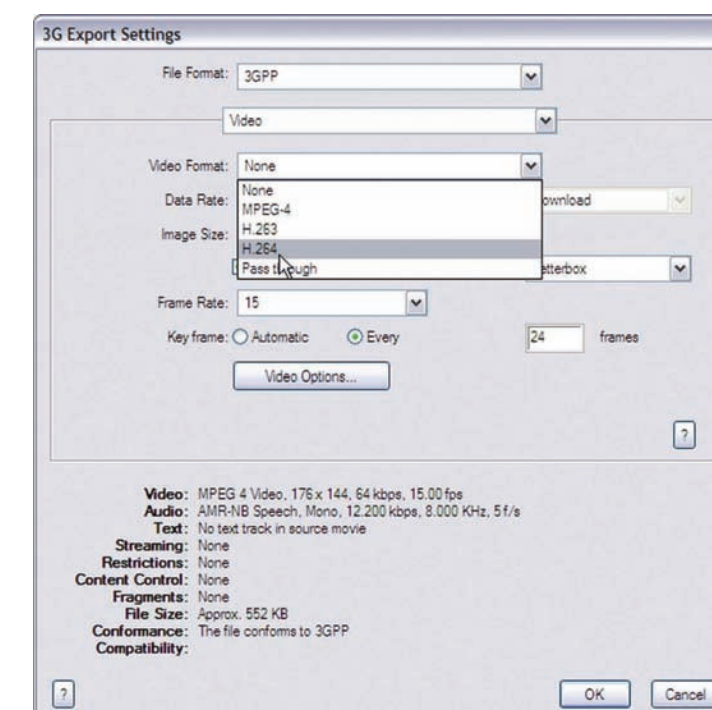 3G Export Settings
File Format: 3GPP
Video
Video Format: None
None
Data Rate:
MPEG-4
Image Size: H.263
H.264
Frame Rate: 15
Key frame: Automatic Every 24 frames
Video Options...
?
Video: MPEG 4 Video, 176 x 144, 64 kbps, 15.00 fps
Audio: AMR-NB Speech, Mono, 12.200 kbps, 8.000 KHz, 5 f/s
Text: No text track in source movie
Streaming: None
Restrictions: None
Content Control: None
Fragments: None
File Size: Approx. 552 KB
Conformance: The file conforms to 3GPP
Compatibility:
? OK Cancel